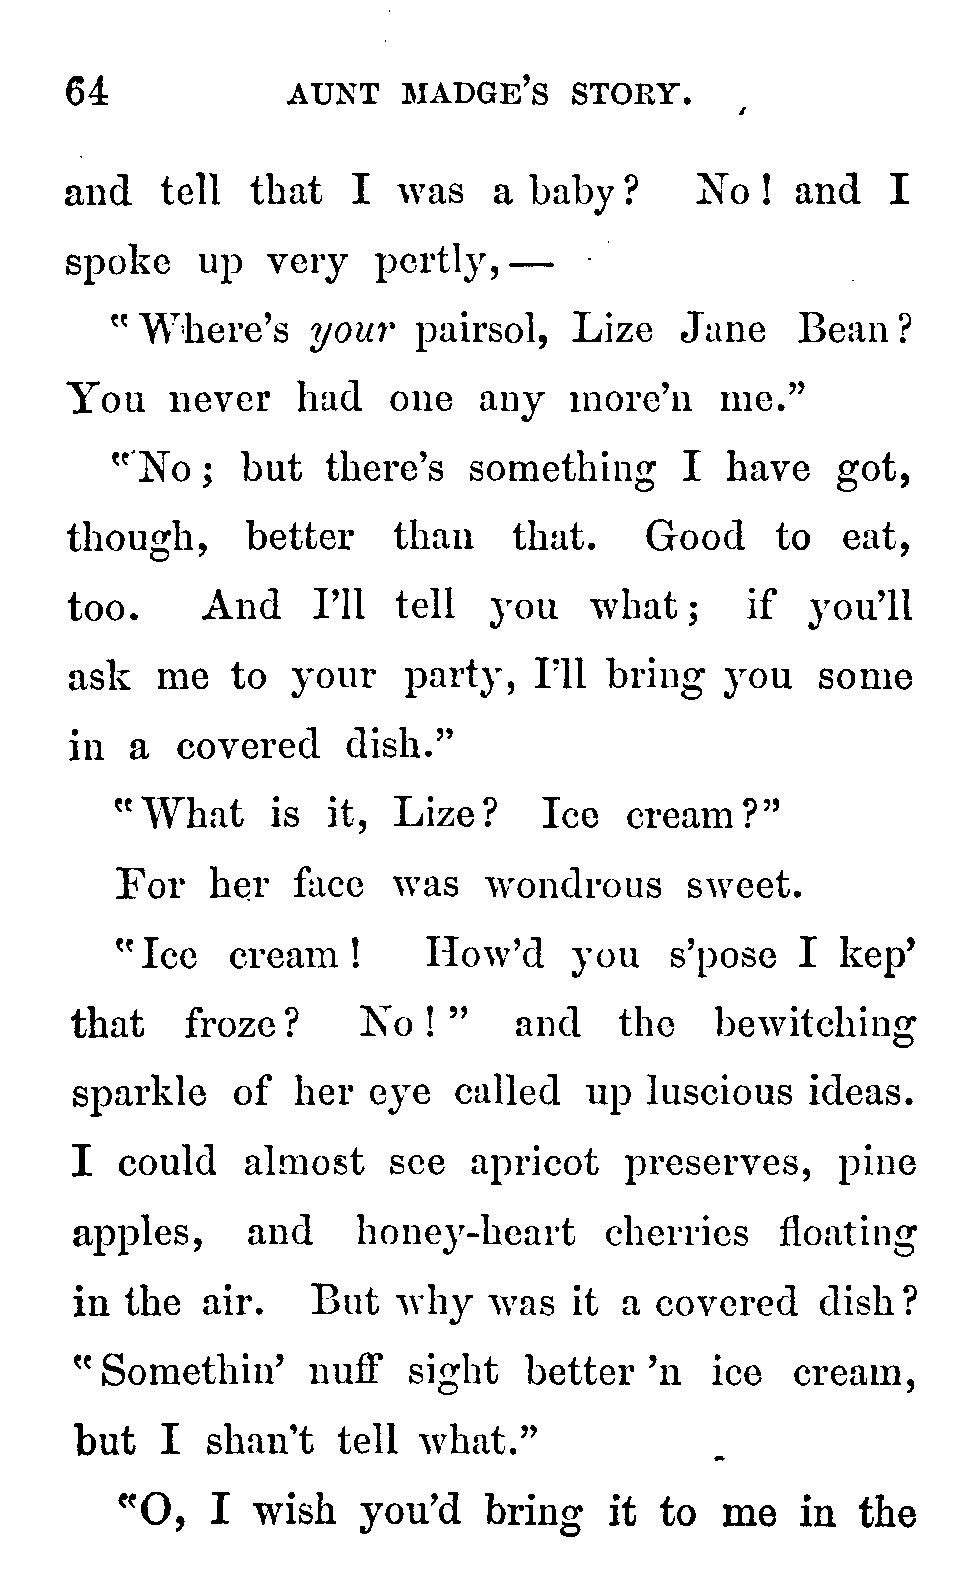 64 AUNT MADGE'S STORY.
and tell that I was a baby? No! and I
spoke up very pertly,—
"Where's your pairsol, Lize Jane Bean?
You never had one any more'n me."
"No; but there's something I have got,
though, better than that. Good to eat,
too. And I'll tell you what; if you'll
ask me to your party, I'll bring you some
in a covered dish."
"What is it, Lize? Ice cream?"
For her face was wondrous sweet.
"Ice cream! How'd you s'pose I kep'
that froze? No!" and the bewitching
sparkle of her eye called up luscious ideas.
I could almost see apricot preserves, pine
apples, and honey-heart cherries floating
in the air. But why was it a covered dish?
"Somethin' nuff sight better 'n ice cream,
but I shan't tell what."
"O, I wish you'd bring it to me in the